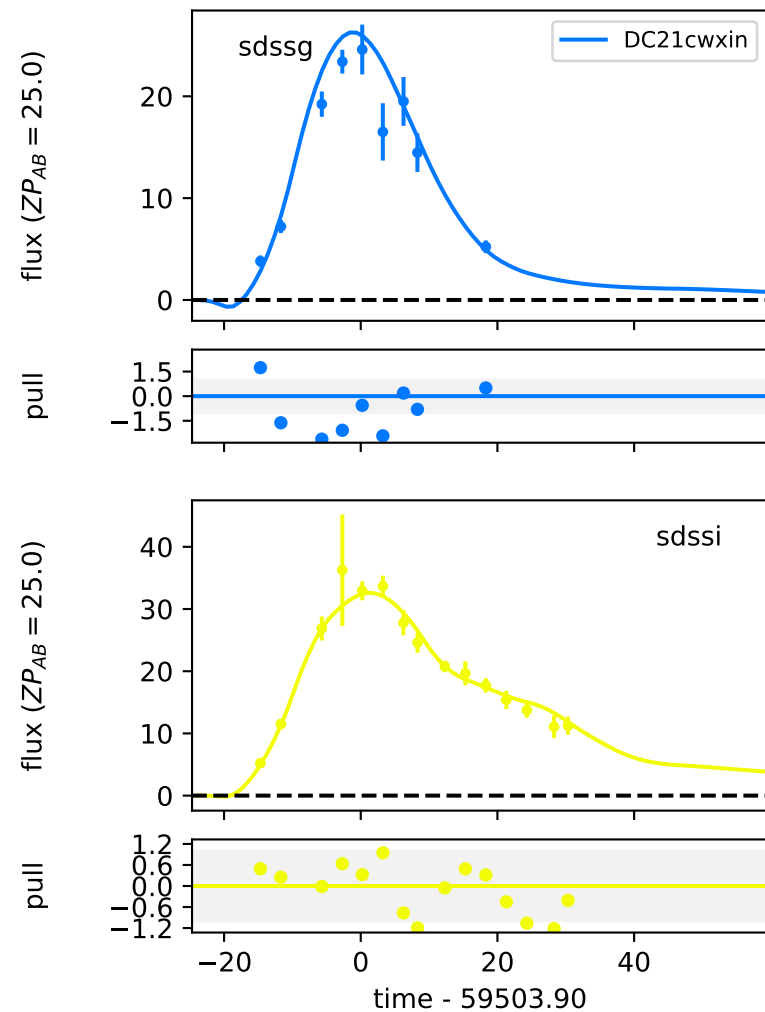 sdssg
DC21cwxin
flux (ZP_AB = 25.0)
20
10
0
pull
1.5
0.0
−1.5
sdssi
flux (ZP_AB = 25.0)
40
30
20
10
0
pull
1.2
0.6
0.0
−0.6
−1.2
−20 0 20 40
time - 59503.90